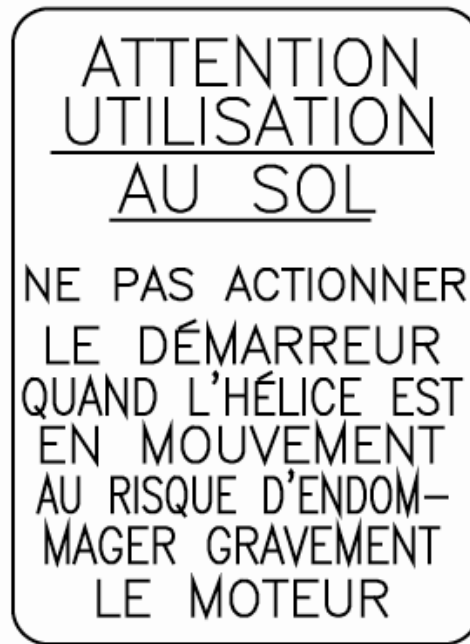 ATTENTION
UTILISATION
AU SOL
NE PAS ACTIONNER
LE DÉMARREUR
QUAND L'HÉLICE EST
EN MOUVEMENT
AU RISQUE D'ENDOM-
MAGER GRAVEMENT
LE MOTEUR